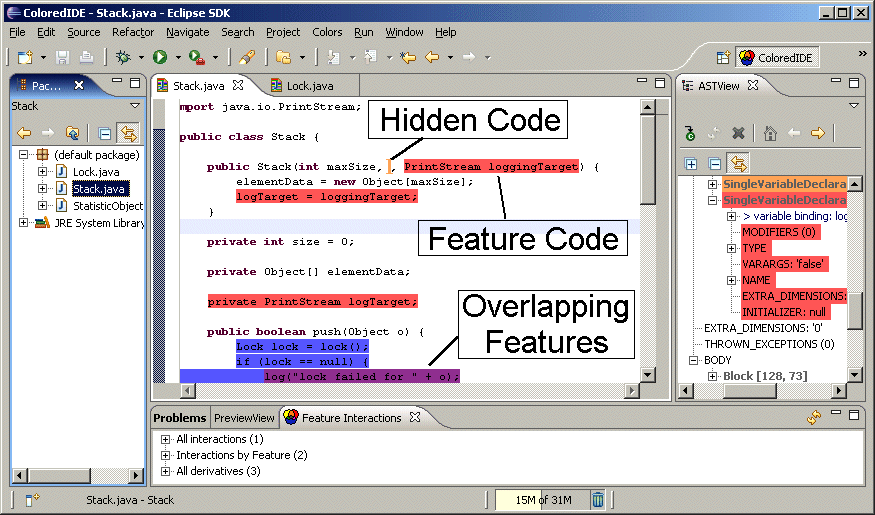 ColoredIDE - Stack.java - Eclipse SDK
File Edit Source Refactor Navigate Search Project Colors Run Window Help
ColoredIDE
Pac...
Stack
(default package)
Lock.java
Stack.java
StatisticObject
JRE System Library
Stack.java
Lock.java
import java.io.PrintStream;
public class Stack {
public Stack(int maxSize, , PrintStream loggingTarget) {
elementData = new Object[maxSize];
logTarget = loggingTarget;
}
private int size = 0;
private Object[] elementData;
private PrintStream logTarget;
public boolean push(Object o) {
Lock lock = lock();
if (lock == null) {
log("lock failed for " + o);
Hidden Code
Feature Code
Overlapping
Features
ASTView
SingleVariableDeclara
SingleVariableDeclara
> variable binding: log
MODIFIERS (0)
TYPE
VARARGS: 'false'
NAME
EXTRA_DIMENSIONS:
INITIALIZER: null
EXTRA_DIMENSIONS: '0'
THROWN_EXCEPTIONS (0)
BODY
Block [128, 73]
Problems PreviewView Feature Interactions
All interactions (1)
Interactions by Feature (2)
All derivatives (3)
Stack.java - Stack
15M of 31M